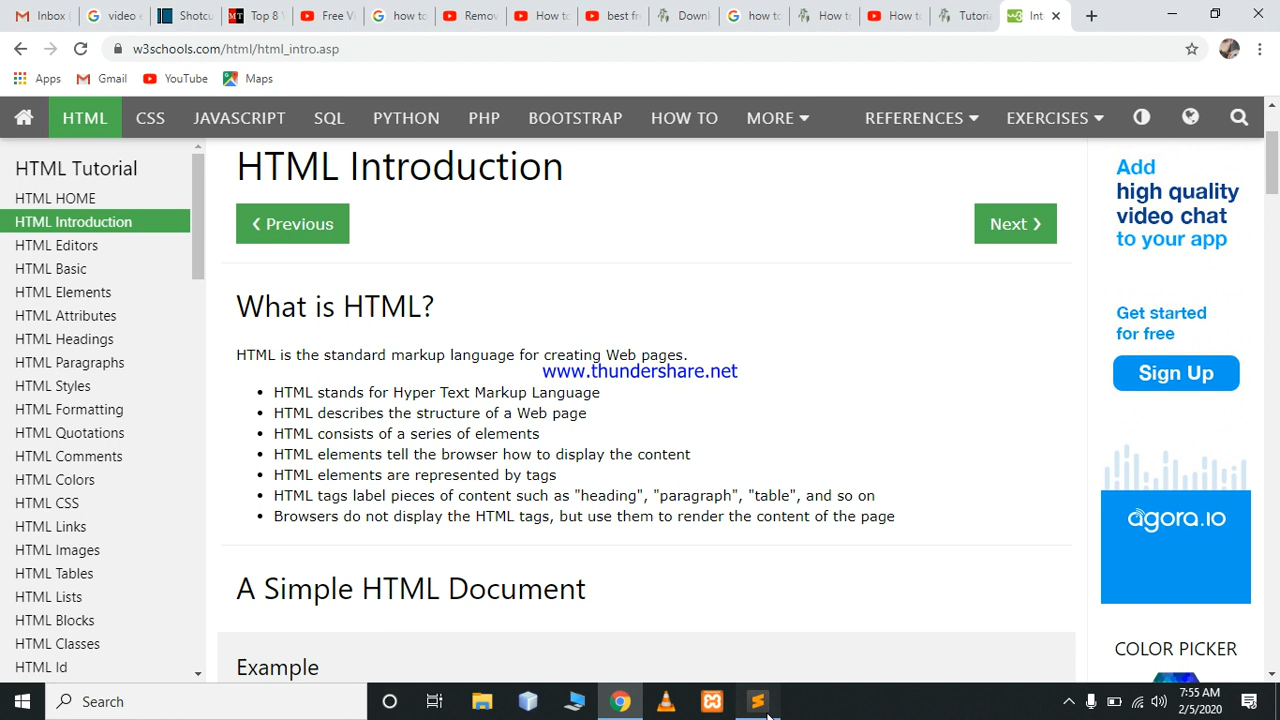 Inbox
video e
Shotcu
Top 8 V
Free Vi
how to
Remov
How to
best fre
Downl
how to
How to
How to
Tutoria
Int
w3schools.com/html/html_intro.asp
Apps
Gmail
YouTube
Maps
HTML
CSS
JAVASCRIPT
SQL
PYTHON
PHP
BOOTSTRAP
HOW TO
MORE
REFERENCES
EXERCISES
HTML Tutorial
HTML HOME
HTML Introduction
HTML Editors
HTML Basic
HTML Elements
HTML Attributes
HTML Headings
HTML Paragraphs
HTML Styles
HTML Formatting
HTML Quotations
HTML Comments
HTML Colors
HTML CSS
HTML Links
HTML Images
HTML Tables
HTML Lists
HTML Blocks
HTML Classes
HTML Id
HTML Introduction
❮ Previous
Next ❯
What is HTML?
HTML is the standard markup language for creating Web pages.
www.thundershare.net
• HTML stands for Hyper Text Markup Language
• HTML describes the structure of a Web page
• HTML consists of a series of elements
• HTML elements tell the browser how to display the content
• HTML elements are represented by tags
• HTML tags label pieces of content such as "heading", "paragraph", "table", and so on
• Browsers do not display the HTML tags, but use them to render the content of the page
A Simple HTML Document
Example
Add
high quality
video chat
to your app
Get started
for free
Sign Up
agora.io
COLOR PICKER
Search
7:55 AM
2/5/2020